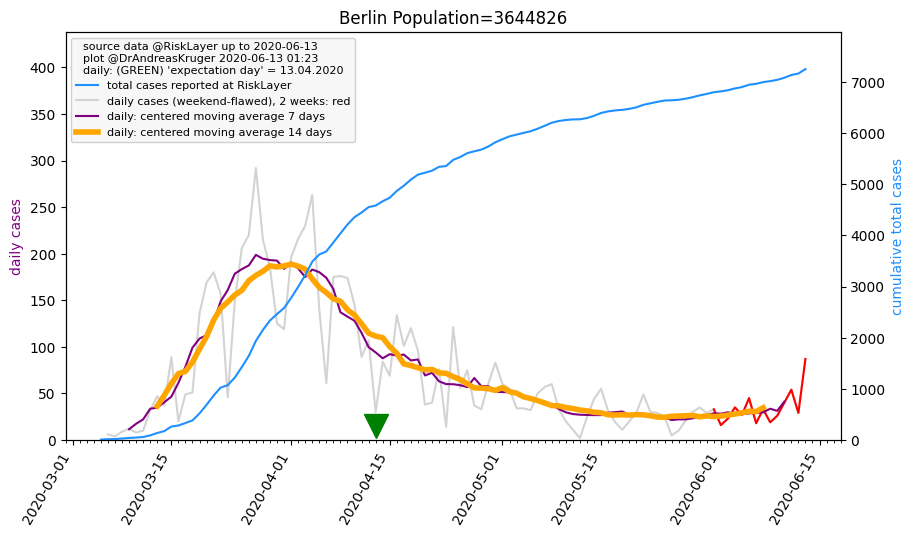 Berlin Population=3644826
source data @RiskLayer up to 2020-06-13
plot @DrAndreasKruger 2020-06-13 01:23
daily: (GREEN) 'expectation day' = 13.04.2020
total cases reported at RiskLayer
daily cases (weekend-flawed), 2 weeks: red
daily: centered moving average 7 days
daily: centered moving average 14 days
daily cases
400
350
300
250
200
150
100
50
0
cumulative total cases
7000
6000
5000
4000
3000
2000
1000
0
2020-03-01
2020-03-15
2020-04-01
2020-04-15
2020-05-01
2020-05-15
2020-06-01
2020-06-15